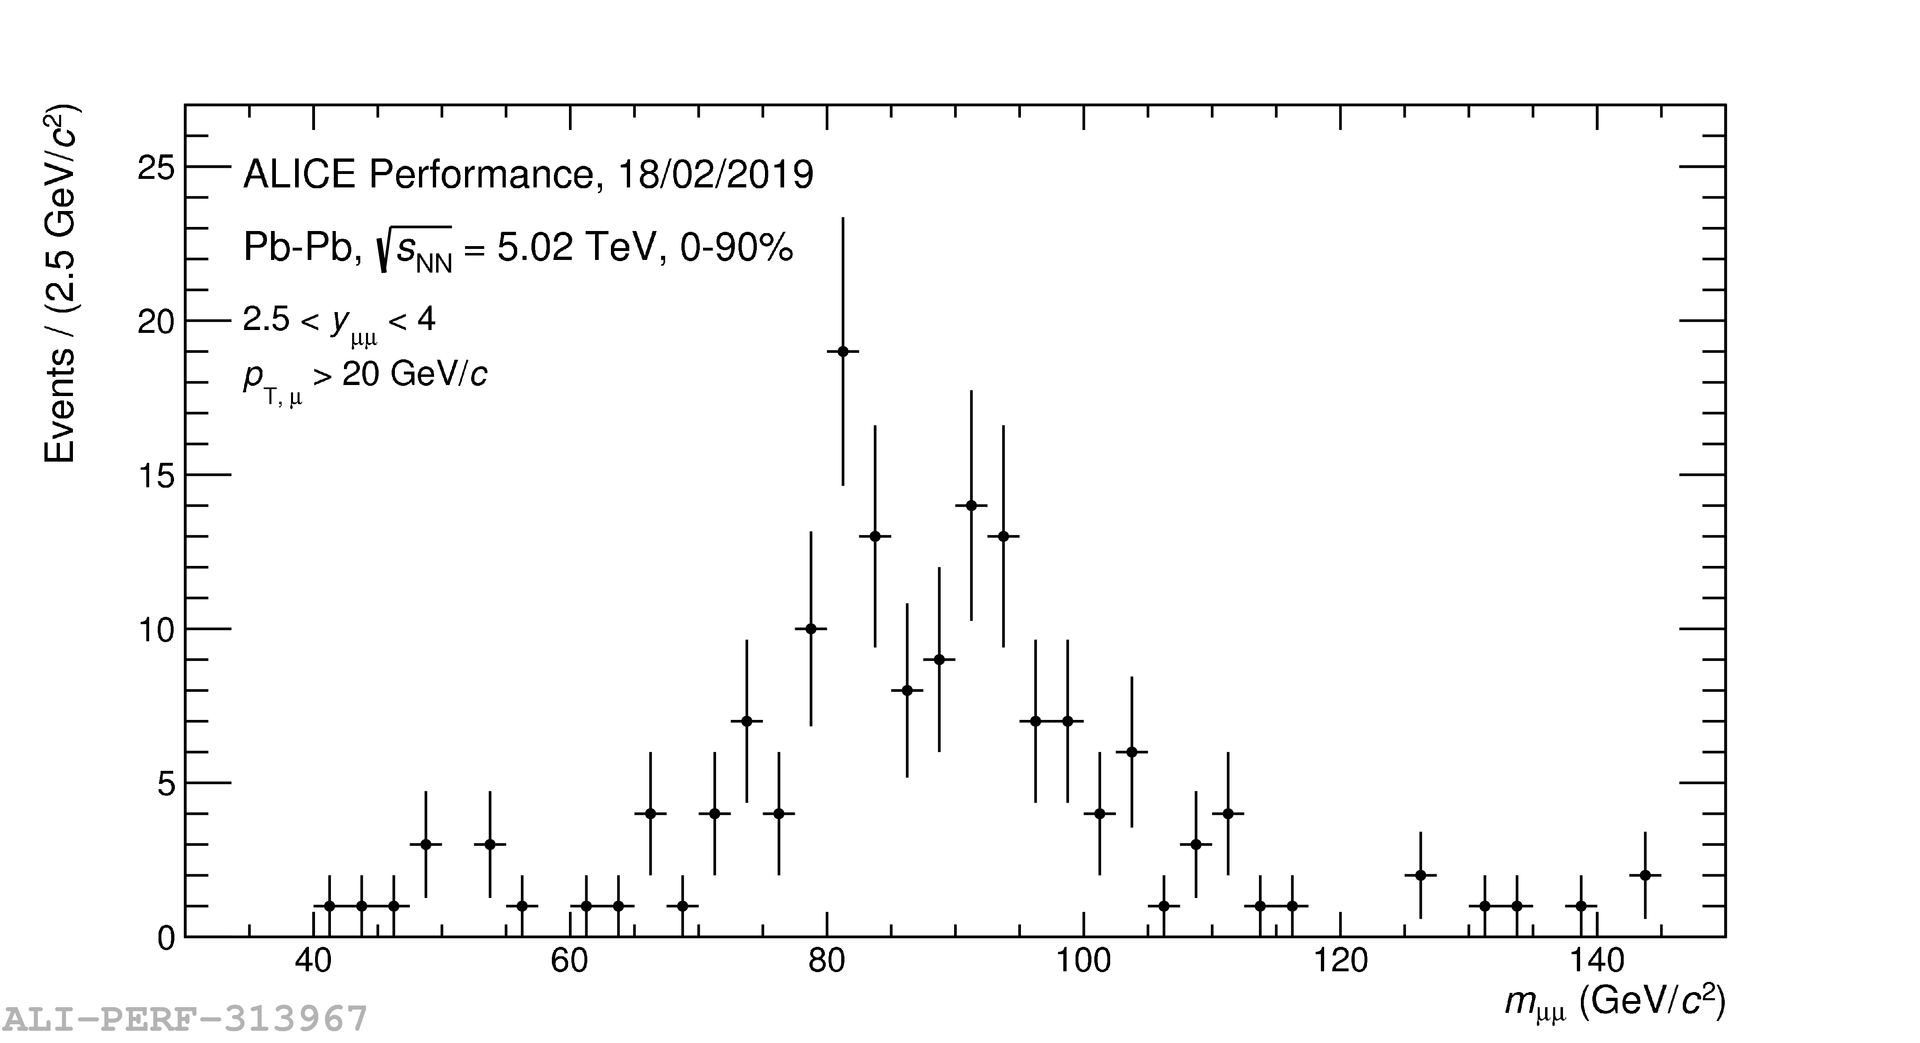 Events / (2.5 GeV/c²)
25
20
15
10
5
0
ALICE Performance, 18/02/2019
Pb-Pb, √sNN = 5.02 TeV, 0-90%
2.5 < yμμ < 4
pT, μ > 20 GeV/c
40 60 80 100 120 140
mμμ (GeV/c²)
ALI-PERF-313967